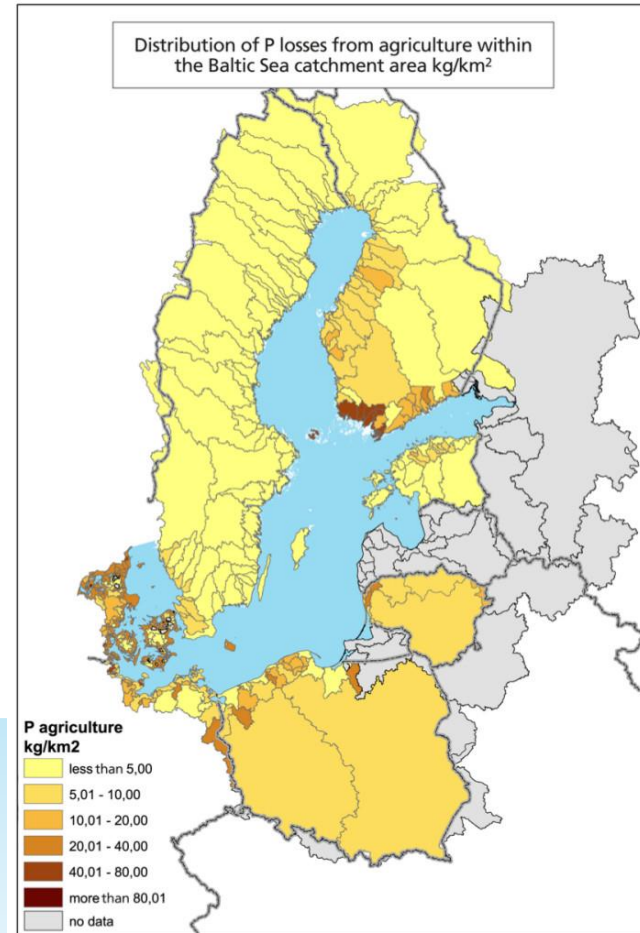 Distribution of P losses from agriculture within
the Baltic Sea catchment area kg/km²
P agriculture
kg/km2
less than 5,00
5,01 - 10,00
10,01 - 20,00
20,01 - 40,00
40,01 - 80,00
more than 80,01
no data